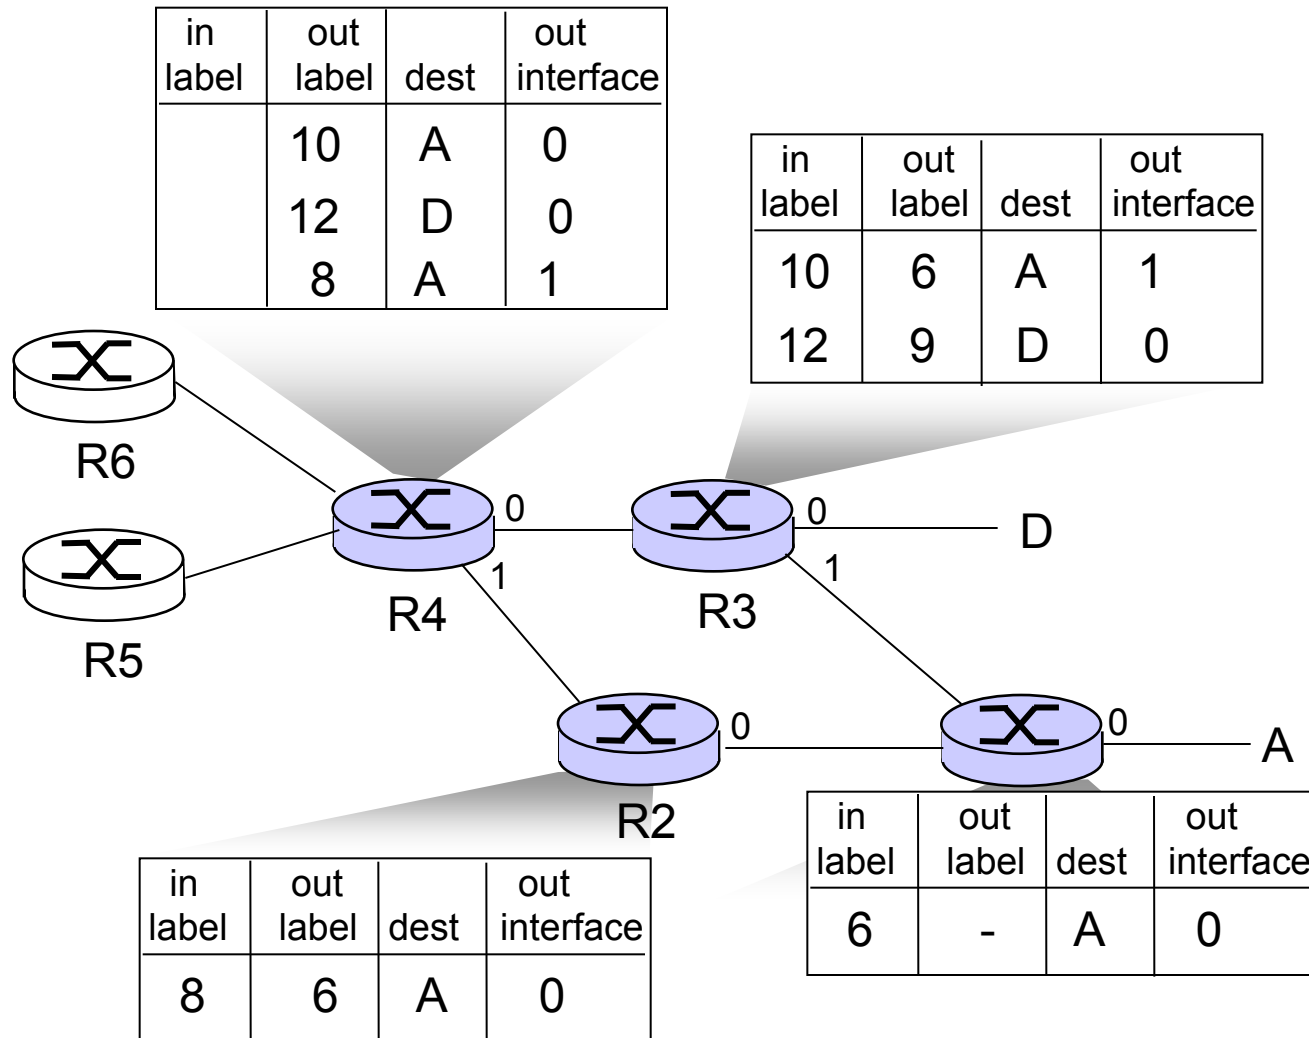 in out out
label label dest interface
10 A 0
12 D 0
8 A 1
in out out
label label dest interface
10 6 A 1
12 9 D 0
R6
R5
R4
0
1
R3
0
1
D
R2
0
0
A
in out out
label label dest interface
6 - A 0
in out out
label label dest interface
8 6 A 0